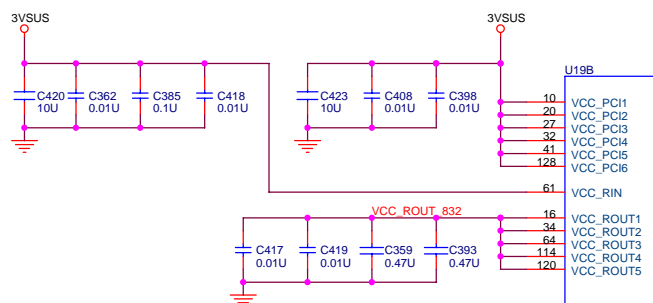 3VSUS 3VSUS
U19B
C420 C362 C385 C418 C423 C408 C398
10U 0.01U 0.1U 0.01U 10U 0.01U 0.01U
10 VCC_PCI1
20 VCC_PCI2
27 VCC_PCI3
32 VCC_PCI4
41 VCC_PCI5
128 VCC_PCI6
61 VCC_RIN
VCC_ROUT_832
16 VCC_ROUT1
34 VCC_ROUT2
64 VCC_ROUT3
114 VCC_ROUT4
120 VCC_ROUT5
C417 C419 C359 C393
0.01U 0.01U 0.47U 0.47U